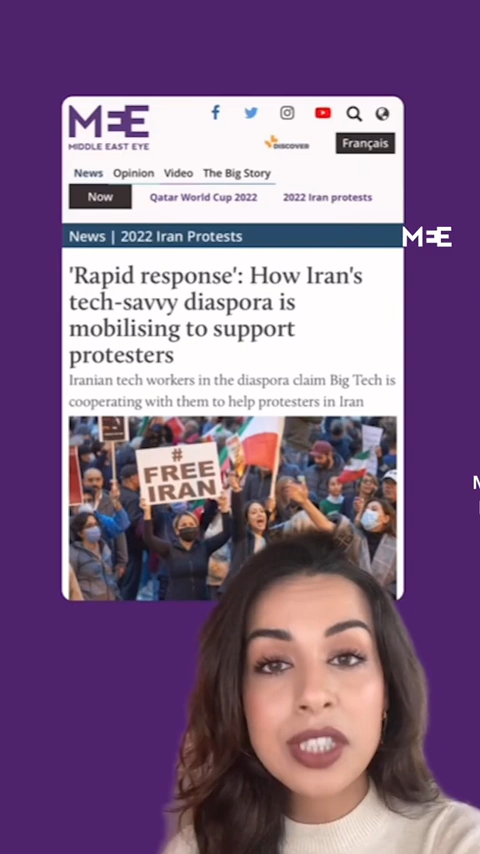 MEE
MIDDLE EAST EYE
DISCOVER
Français
News Opinion Video The Big Story
Now Qatar World Cup 2022 2022 Iran protests
News | 2022 Iran Protests
MEE
'Rapid response': How Iran's
tech-savvy diaspora is
mobilising to support
protesters
Iranian tech workers in the diaspora claim Big Tech is
cooperating with them to help protesters in Iran
#
FREE
IRAN